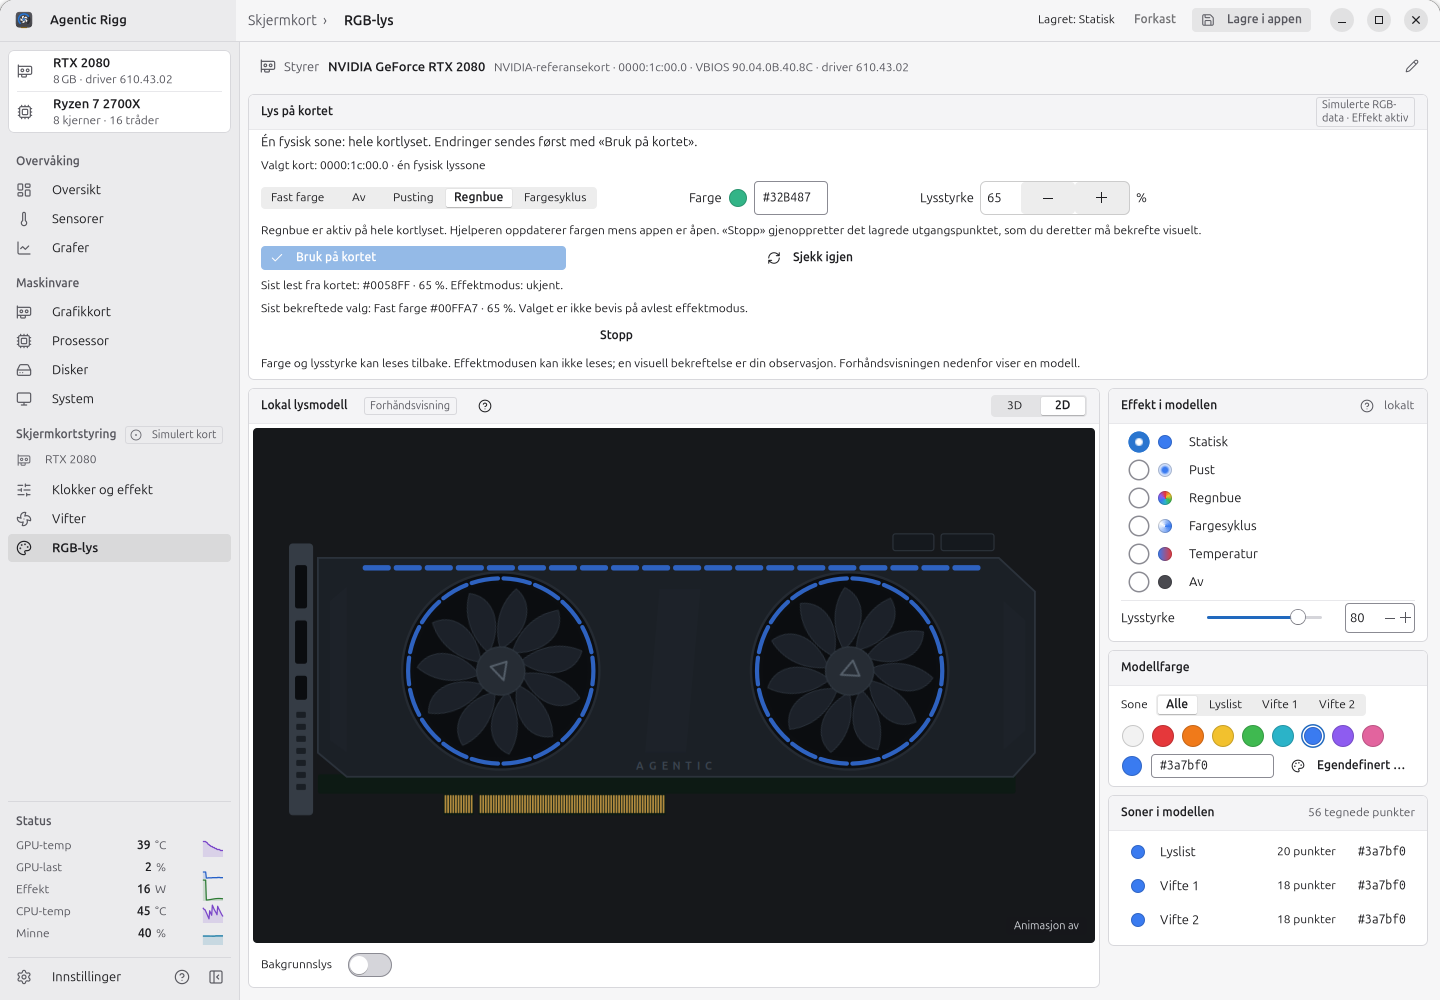 Agentic Rigg
Skjermkort › RGB-lys
Lagret: Statisk Forkast Lagre i appen
RTX 2080
8 GB · driver 610.43.02
Ryzen 7 2700X
8 kjerner · 16 tråder
Overvåking
Oversikt
Sensorer
Grafer
Maskinvare
Grafikkort
Prosessor
Disker
System
Skjermkortstyring Simulert kort
RTX 2080
Klokker og effekt
Vifter
RGB-lys
Status
GPU-temp 39 °C
GPU-last 2 %
Effekt 16 W
CPU-temp 45 °C
Minne 40 %
Innstillinger
Styrer NVIDIA GeForce RTX 2080 NVIDIA-referansekort · 0000:1c:00.0 · VBIOS 90.04.0B.40.8C · driver 610.43.02
Lys på kortet
Simulerte RGB-
data · Effekt aktiv
Én fysisk sone: hele kortlyset. Endringer sendes først med «Bruk på kortet».
Valgt kort: 0000:1c:00.0 · én fysisk lyssone
Fast farge Av Pusting Regnbue Fargesyklus Farge #32B487 Lysstyrke 65 − + %
Regnbue er aktiv på hele kortlyset. Hjelperen oppdaterer fargen mens appen er åpen. «Stopp» gjenoppretter det lagrede utgangspunktet, som du deretter må bekrefte visuelt.
Bruk på kortet Sjekk igjen
Sist lest fra kortet: #0058FF · 65 %. Effektmodus: ukjent.
Sist bekreftede valg: Fast farge #00FFA7 · 65 %. Valget er ikke bevis på avlest effektmodus.
Stopp
Farge og lysstyrke kan leses tilbake. Effektmodusen kan ikke leses; en visuell bekreftelse er din observasjon. Forhåndsvisningen nedenfor viser en modell.
Lokal lysmodell Forhåndsvisning 3D 2D
AGENTIC
Animasjon av
Bakgrunnslys
Effekt i modellen lokalt
Statisk
Pust
Regnbue
Fargesyklus
Temperatur
Av
Lysstyrke 80 − +
Modellfarge
Sone Alle Lyslist Vifte 1 Vifte 2
#3a7bf0 Egendefinert ...
Soner i modellen 56 tegnede punkter
Lyslist 20 punkter #3a7bf0
Vifte 1 18 punkter #3a7bf0
Vifte 2 18 punkter #3a7bf0